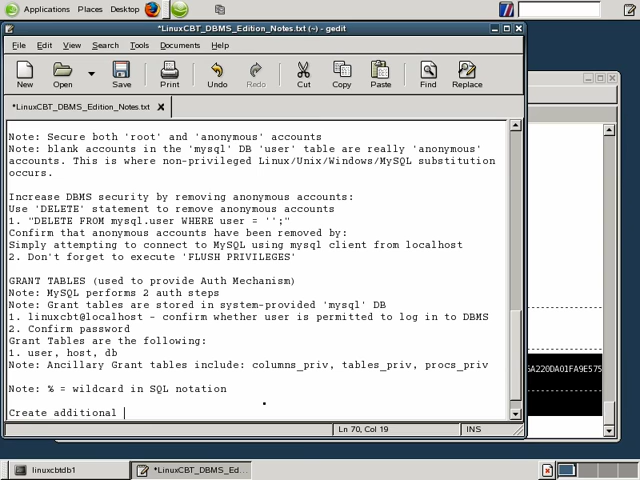 Applications Places Desktop
*LinuxCBT_DBMS_Edition_Notes.txt (~) - gedit
File Edit View Search Tools Documents Help
New Open Save Print Undo Redo Cut Copy Paste Find Replace
*LinuxCBT_DBMS_Edition_Notes.txt
Note: Secure both 'root' and 'anonymous' accounts
Note: blank accounts in the 'mysql' DB 'user' table are really 'anonymous'
accounts. This is where non-privileged Linux/Unix/Windows/MySQL substitution
occurs.
Increase DBMS security by removing anonymous accounts:
Use 'DELETE' statement to remove anonymous accounts
1. "DELETE FROM mysql.user WHERE user = '';"
Confirm that anonymous accounts have been removed by:
Simply attempting to connect to MySQL using mysql client from localhost
2. Don't forget to execute 'FLUSH PRIVILEGES'
GRANT TABLES (used to provide Auth Mechanism)
Note: MySQL performs 2 auth steps
Note: Grant tables are stored in system-provided 'mysql' DB
1. linuxcbt@localhost - confirm whether user is permitted to log in to DBMS
2. Confirm password
Grant Tables are the following:
1. user, host, db
Note: Ancillary Grant tables include: columns_priv, tables_priv, procs_priv
Note: % = wildcard in SQL notation
Create additional
6A220DA01FA9E575
Ln 70, Col 19 INS
linuxcbtdb1 *LinuxCBT_DBMS_Ed...